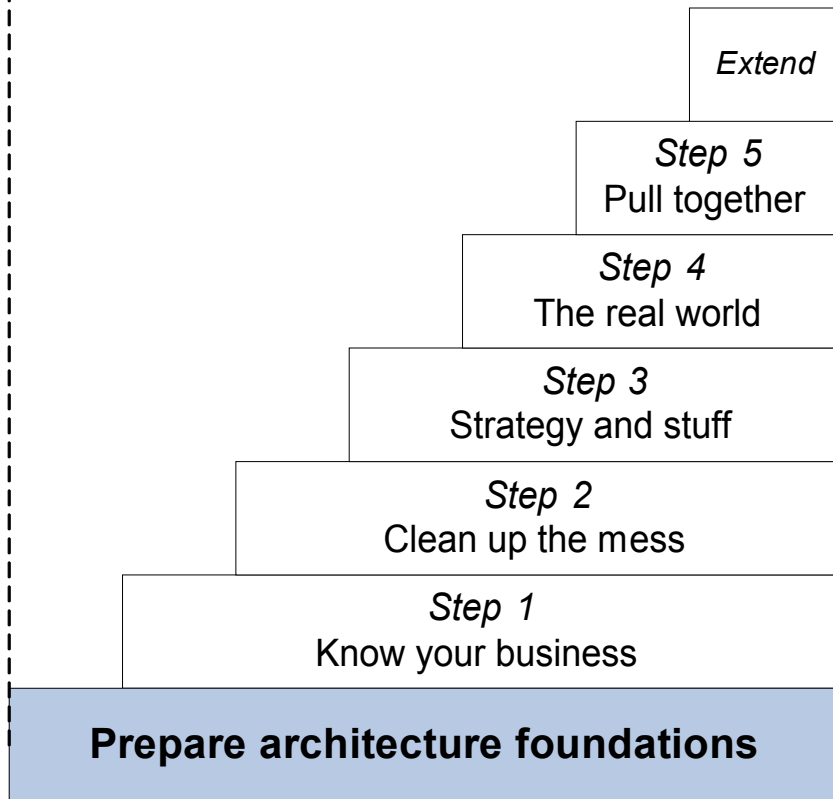 Extend
Step 5
Pull together
Step 4
The real world
Step 3
Strategy and stuff
Step 2
Clean up the mess
Step 1
Know your business
Prepare architecture foundations